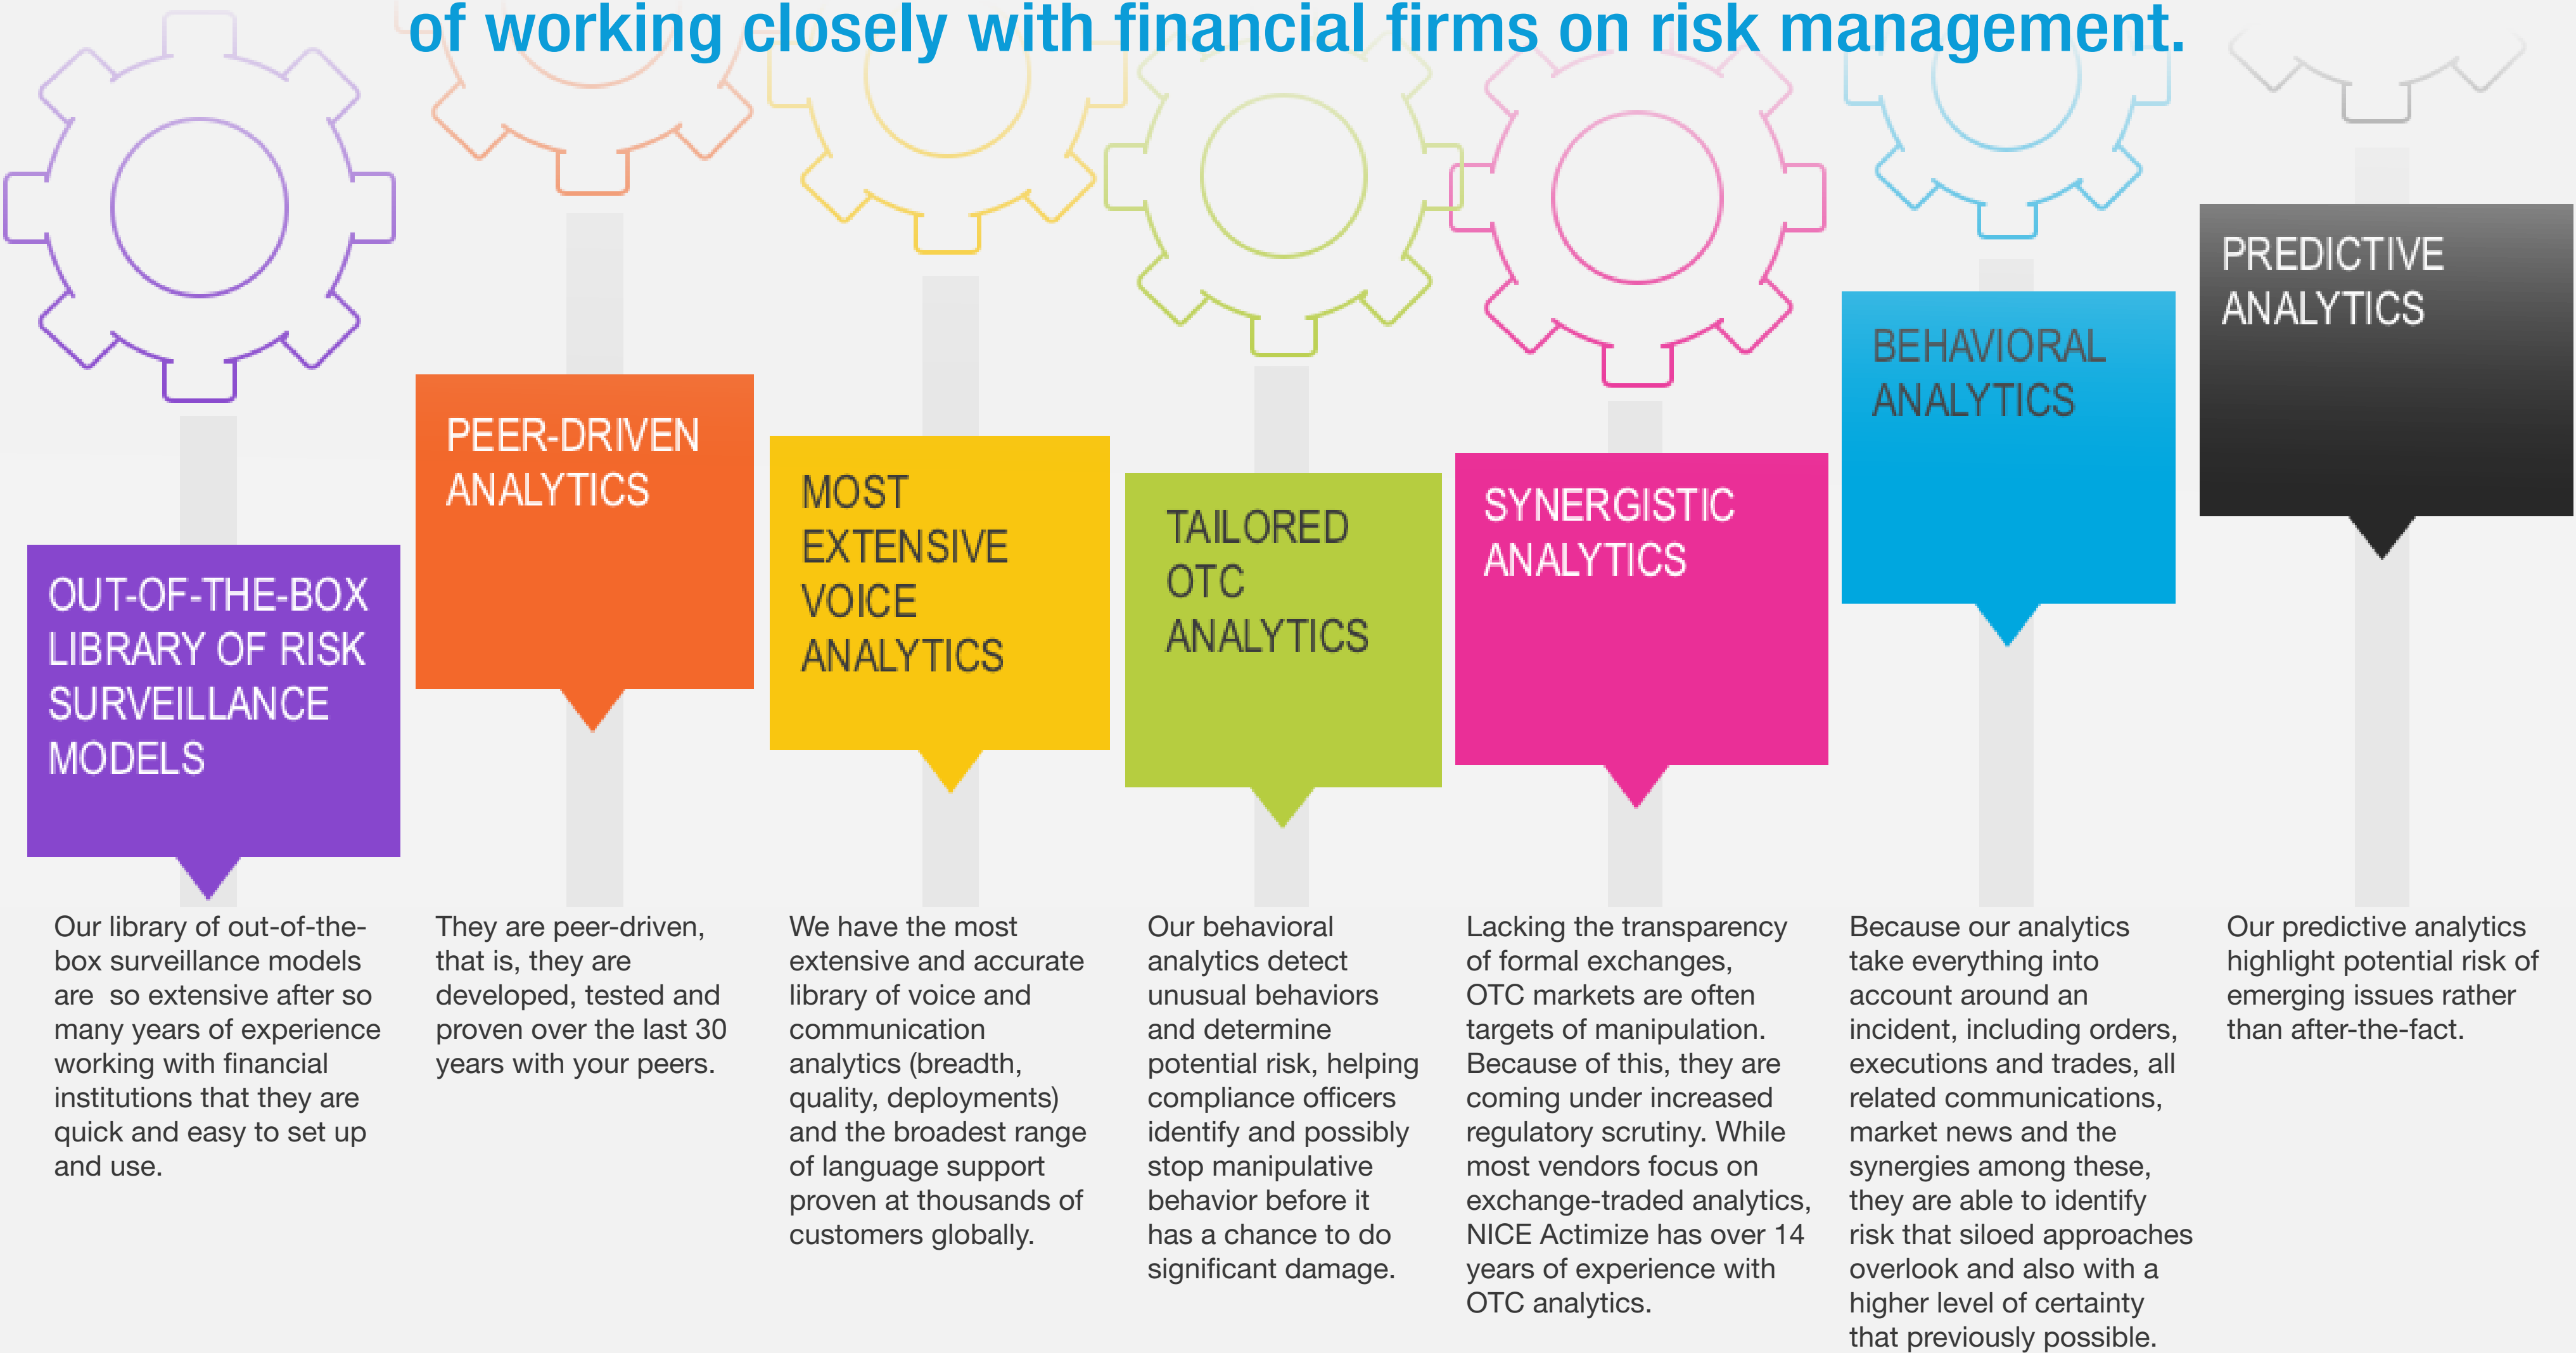 of working closely with financial firms on risk management.
OUT-OF-THE-BOX
LIBRARY OF RISK
SURVEILLANCE
MODELS
PEER-DRIVEN
ANALYTICS
MOST
EXTENSIVE
VOICE
ANALYTICS
TAILORED
OTC
ANALYTICS
SYNERGISTIC
ANALYTICS
BEHAVIORAL
ANALYTICS
PREDICTIVE
ANALYTICS
Our library of out-of-the-
box surveillance models
are  so extensive after so
many years of experience
working with financial
institutions that they are
quick and easy to set up
and use.
They are peer-driven,
that is, they are
developed, tested and
proven over the last 30
years with your peers.
We have the most
extensive and accurate
library of voice and
communication
analytics (breadth,
quality, deployments)
and the broadest range
of language support
proven at thousands of
customers globally.
Our behavioral
analytics detect
unusual behaviors
and determine
potential risk, helping
compliance officers
identify and possibly
stop manipulative
behavior before it
has a chance to do
significant damage.
Lacking the transparency
of formal exchanges,
OTC markets are often
targets of manipulation.
Because of this, they are
coming under increased
regulatory scrutiny. While
most vendors focus on
exchange-traded analytics,
NICE Actimize has over 14
years of experience with
OTC analytics.
Because our analytics
take everything into
account around an
incident, including orders,
executions and trades, all
related communications,
market news and the
synergies among these,
they are able to identify
risk that siloed approaches
overlook and also with a
higher level of certainty
that previously possible.
Our predictive analytics
highlight potential risk of
emerging issues rather
than after-the-fact.